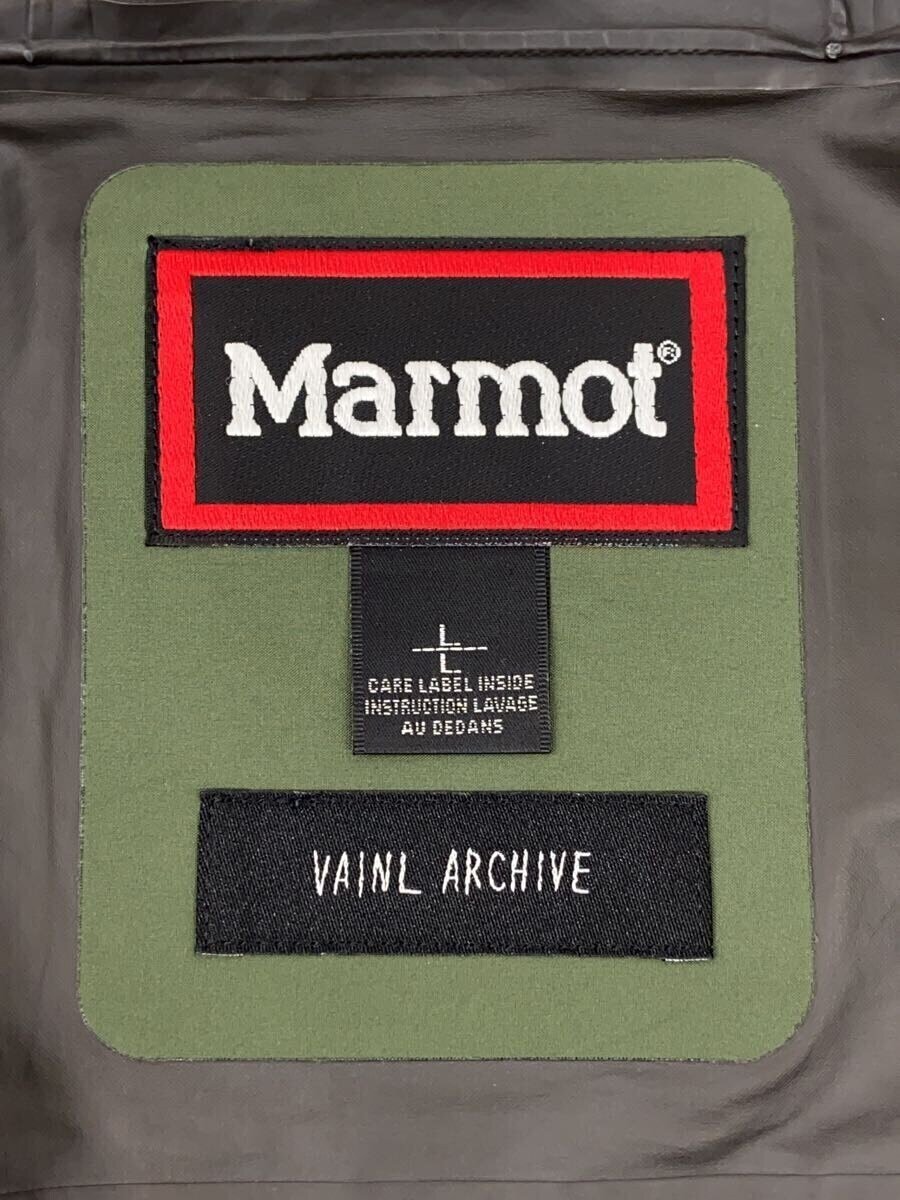 Marmot®
L
L
CARE LABEL INSIDE
INSTRUCTION LAVAGE
AU DEDANS
VAINL ARCHIVE